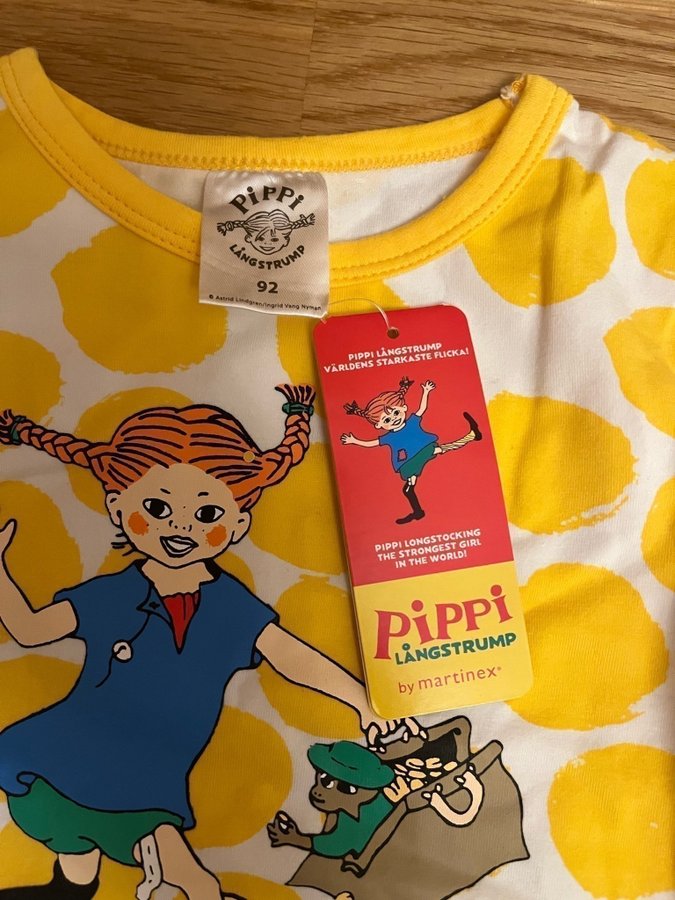 PiPPi
LÅNGSTRUMP
92
© Astrid Lindgren/Ingrid Vang Nyman
PIPPI LÅNGSTRUMP
VÄRLDENS STARKASTE FLICKA!
PIPPI LONGSTOCKING
THE STRONGEST GIRL
IN THE WORLD!
PiPPi
LÅNGSTRUMP
by martinex®